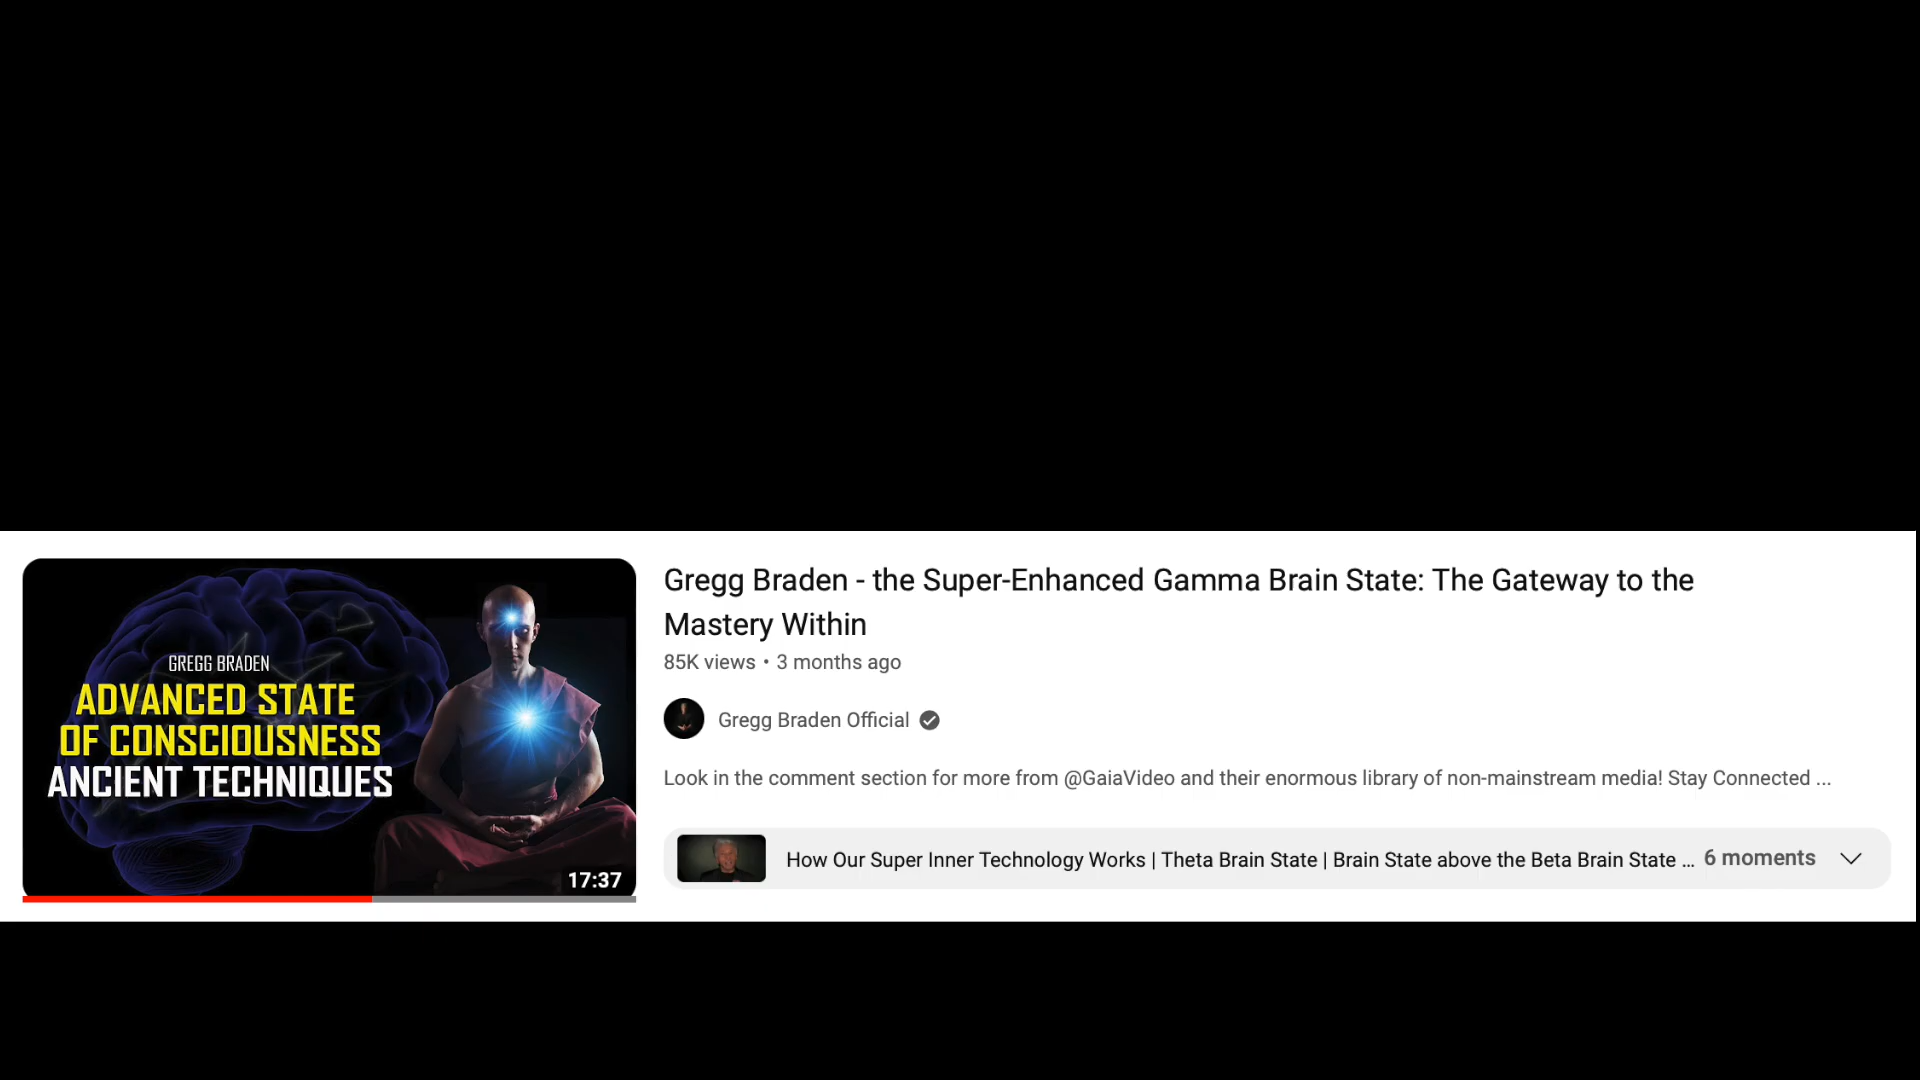 GREGG BRADEN
ADVANCED STATE
OF CONSCIOUSNESS
ANCIENT TECHNIQUES
17:37
Gregg Braden - the Super-Enhanced Gamma Brain State: The Gateway to the
Mastery Within
85K views • 3 months ago
Gregg Braden Official
Look in the comment section for more from @GaiaVideo and their enormous library of non-mainstream media! Stay Connected ...
How Our Super Inner Technology Works | Theta Brain State | Brain State above the Beta Brain State ... 6 moments